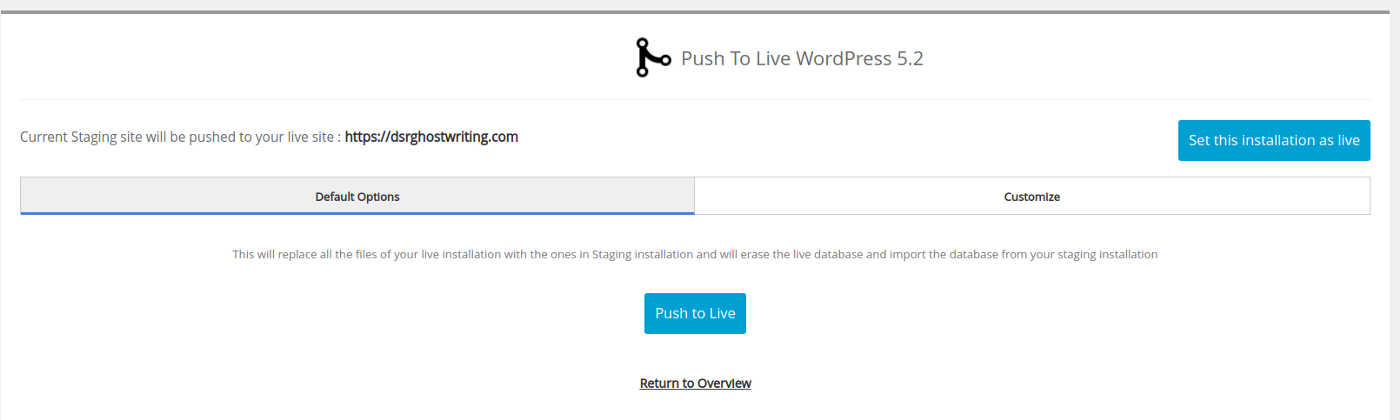 Push To Live WordPress 5.2
Current Staging site will be pushed to your live site : https://dsrghostwriting.com
Set this installation as live
Default Options
Customize
This will replace all the files of your live installation with the ones in Staging installation and will erase the live database and import the database from your staging installation
Push to Live
Return to Overview